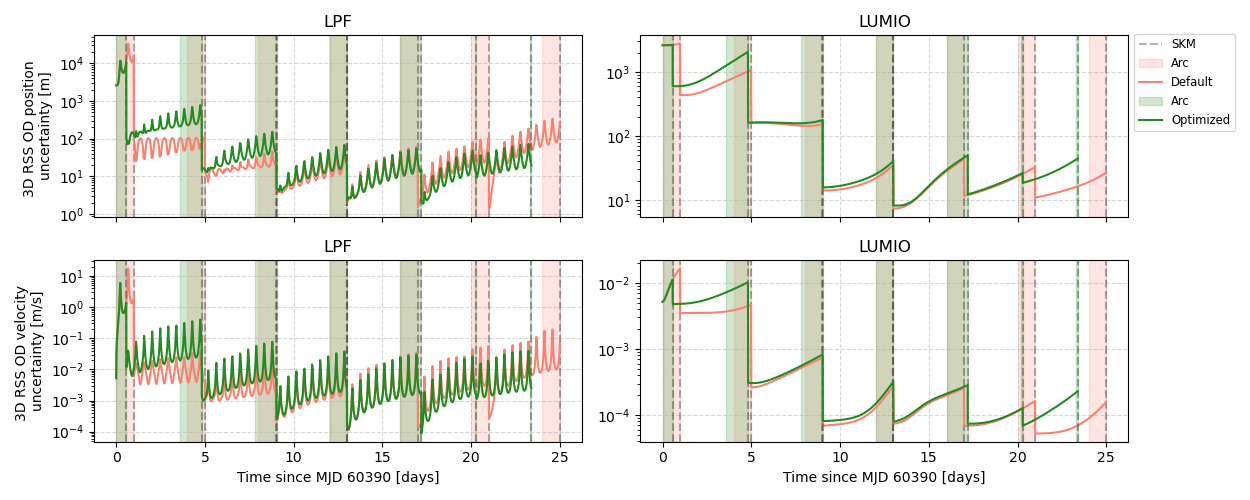 LPF
LUMIO
3D RSS OD position
uncertainty [m]
10⁴
10³
10²
10¹
10⁰
10³
10²
10¹
SKM
Arc
Default
Arc
Optimized
LPF
LUMIO
3D RSS OD velocity
uncertainty [m/s]
10¹
10⁰
10⁻¹
10⁻²
10⁻³
10⁻⁴
10⁻²
10⁻³
10⁻⁴
0 5 10 15 20 25
0 5 10 15 20 25
Time since MJD 60390 [days]
Time since MJD 60390 [days]